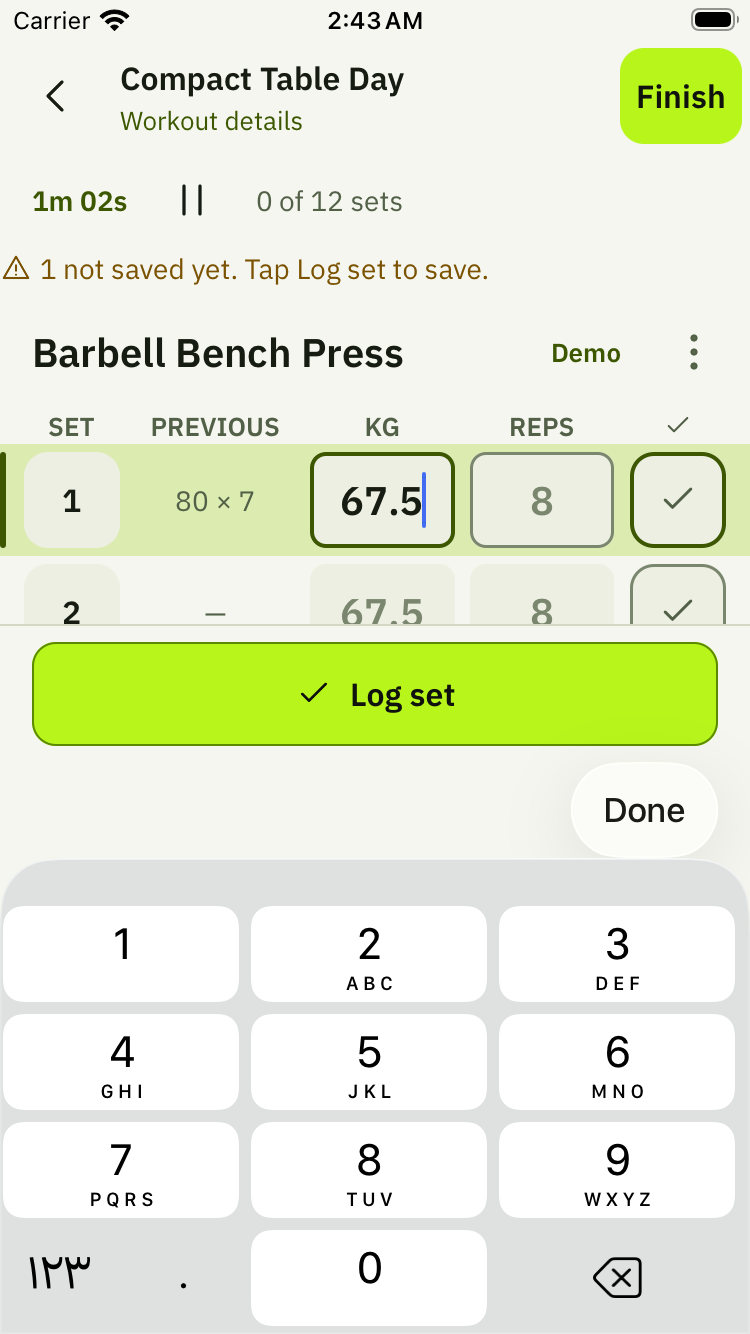 Carrier 2:43 AM
Compact Table Day
Workout details
Finish
1m 02s 0 of 12 sets
1 not saved yet. Tap Log set to save.
Barbell Bench Press Demo
SET PREVIOUS KG REPS ✓
1 80 × 7 67.5 8 ✓
2 – 67.5 8 ✓
✓ Log set
Done
1 2 3
ABC DEF
4 5 6
GHI JKL MNO
7 8 9
PQRS TUV WXYZ
١٢٣ . 0